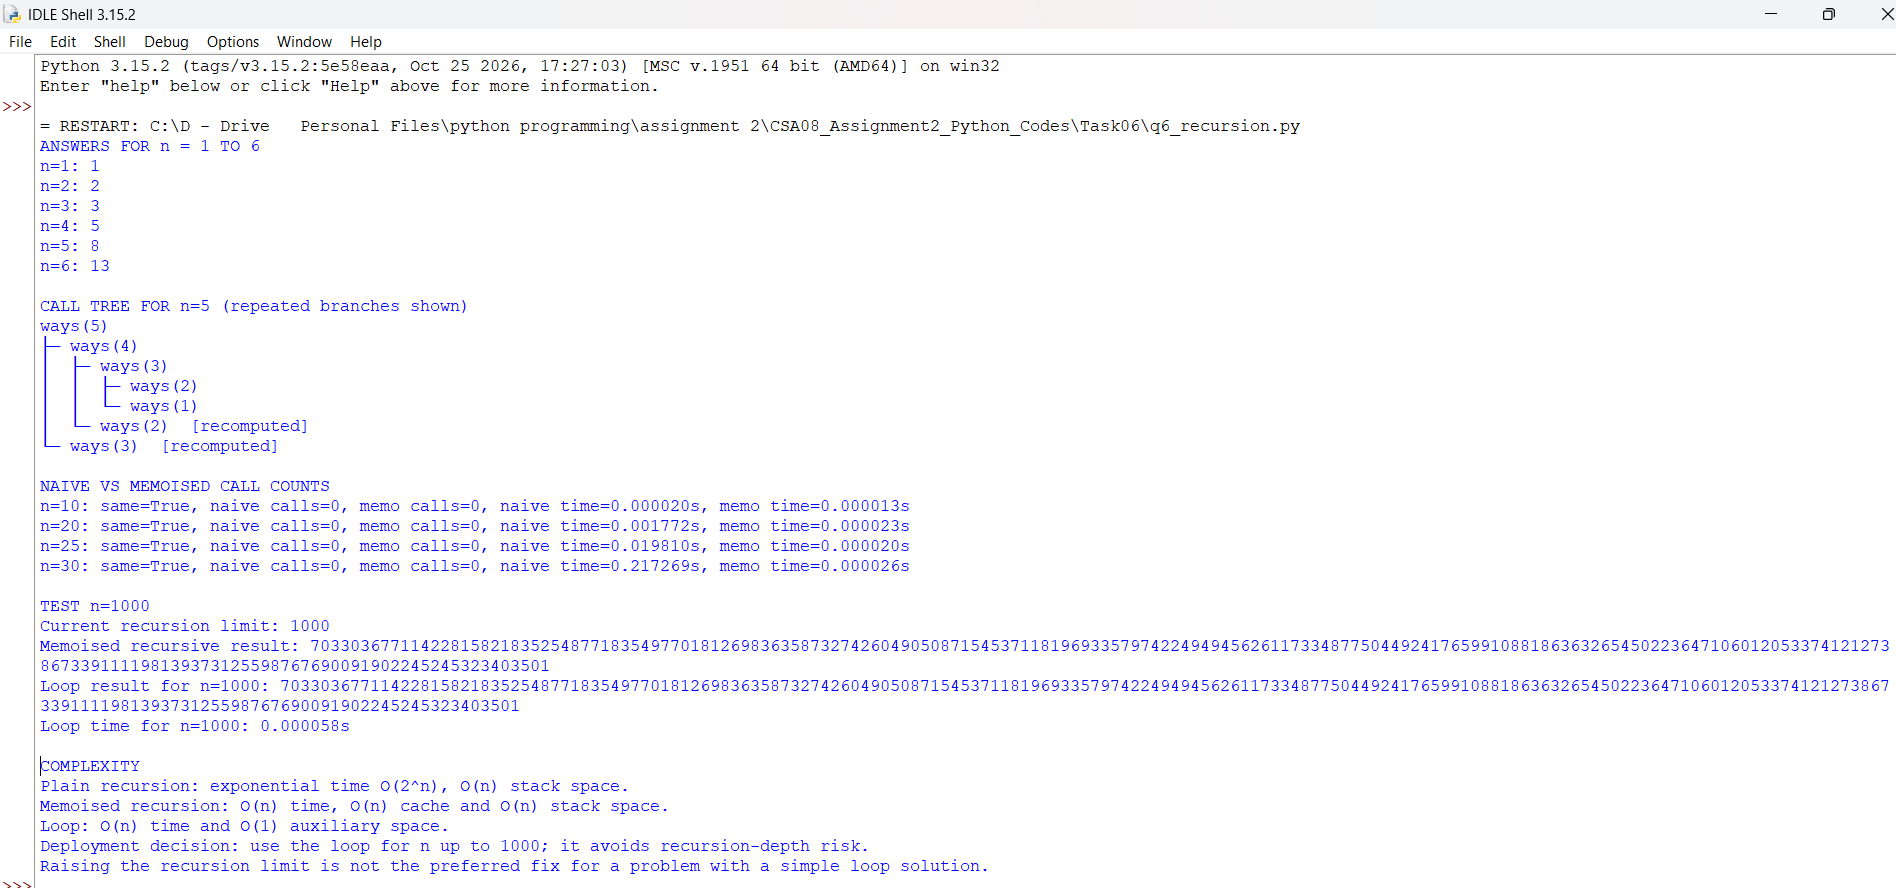 IDLE Shell 3.15.2
File Edit Shell Debug Options Window Help
Python 3.15.2 (tags/v3.15.2:5e58eaa, Oct 25 2026, 17:27:03) [MSC v.1951 64 bit (AMD64)] on win32
Enter "help" below or click "Help" above for more information.
>>>
= RESTART: C:\D - Drive   Personal Files\python programming\assignment 2\CSA08_Assignment2_Python_Codes\Task06\q6_recursion.py
ANSWERS FOR n = 1 TO 6
n=1: 1
n=2: 2
n=3: 3
n=4: 5
n=5: 8
n=6: 13
CALL TREE FOR n=5 (repeated branches shown)
ways(5)
├─ ways(4)
│  ├─ ways(3)
│  │  ├─ ways(2)
│  │  └─ ways(1)
│  └─ ways(2)  [recomputed]
└─ ways(3)  [recomputed]
NAIVE VS MEMOISED CALL COUNTS
n=10: same=True, naive calls=0, memo calls=0, naive time=0.000020s, memo time=0.000013s
n=20: same=True, naive calls=0, memo calls=0, naive time=0.001772s, memo time=0.000023s
n=25: same=True, naive calls=0, memo calls=0, naive time=0.019810s, memo time=0.000020s
n=30: same=True, naive calls=0, memo calls=0, naive time=0.217269s, memo time=0.000026s
TEST n=1000
Current recursion limit: 1000
Memoised recursive result: 70330367711422815821835254877183549770181269836358732742604905087154537118196933579742249494562611733487750449241765991088186363265450223647106012053374121273
867339111198139373125598767690091902245245323403501
Loop result for n=1000: 70330367711422815821835254877183549770181269836358732742604905087154537118196933579742249494562611733487750449241765991088186363265450223647106012053374121273867
339111198139373125598767690091902245245323403501
Loop time for n=1000: 0.000058s
COMPLEXITY
Plain recursion: exponential time O(2^n), O(n) stack space.
Memoised recursion: O(n) time, O(n) cache and O(n) stack space.
Loop: O(n) time and O(1) auxiliary space.
Deployment decision: use the loop for n up to 1000; it avoids recursion-depth risk.
Raising the recursion limit is not the preferred fix for a problem with a simple loop solution.
>>>